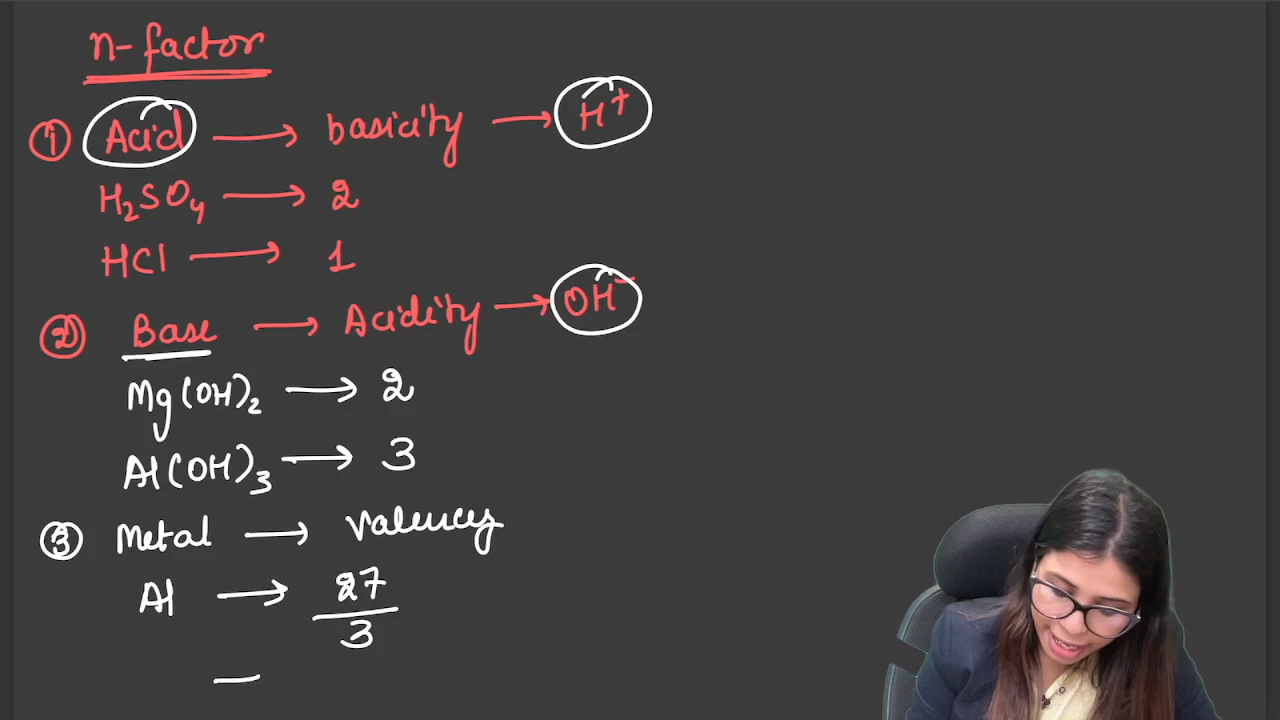 n-factor
① Acid → basicity → H⁺
H₂SO₄ → 2
HCl → 1
② Base → Acidity → OH⁻
Mg(OH)₂ → 2
Al(OH)₃ → 3
③ Metal → Valency
Al → 27/3